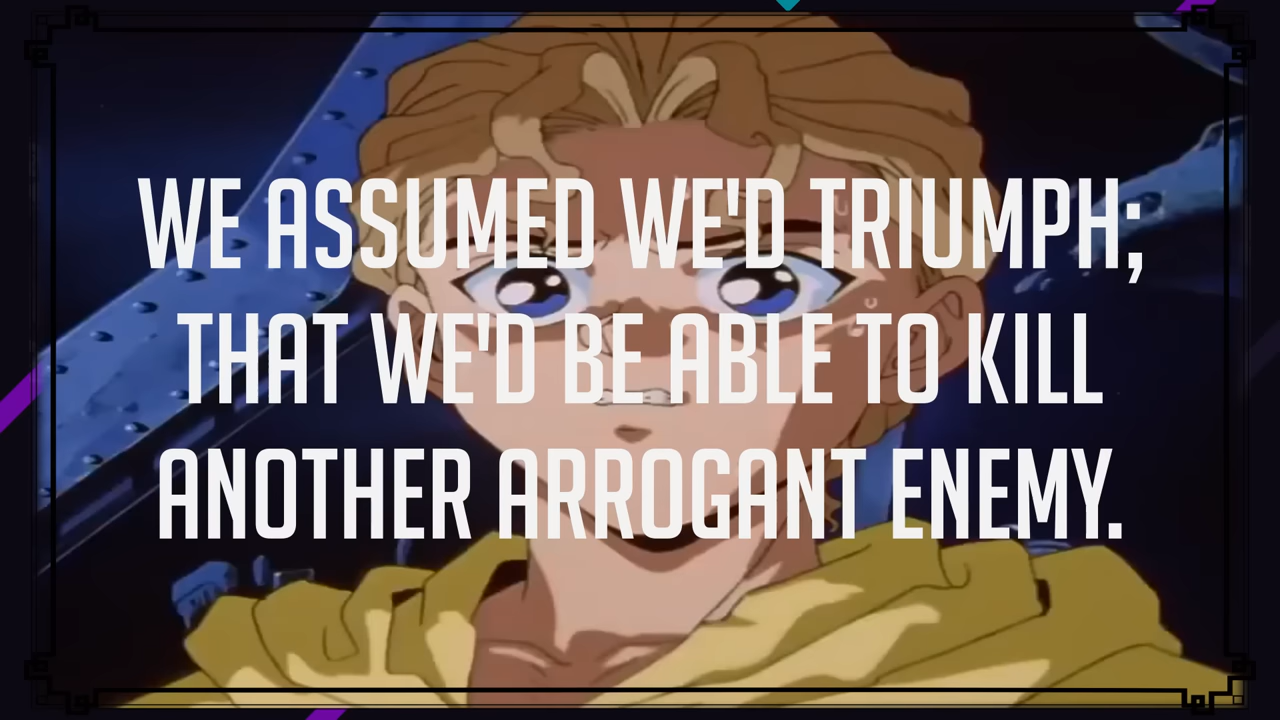 WE ASSUMED WE'D TRIUMPH;
THAT WE'D BE ABLE TO KILL
ANOTHER ARROGANT ENEMY.